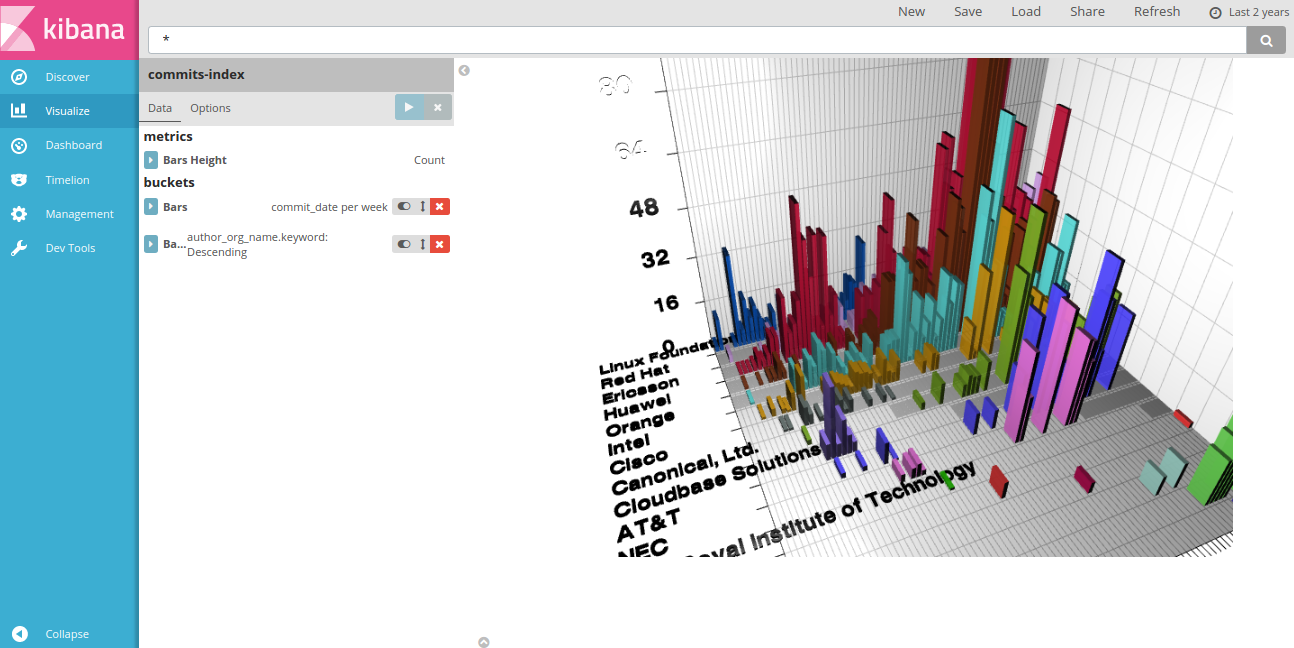 kibana
New Save Load Share Refresh Last 2 years
*
Discover
Visualize
Dashboard
Timelion
Management
Dev Tools
Collapse
commits-index
Data Options
metrics
Bars Height Count
buckets
Bars commit_date per week
Ba... author_org_name.keyword:
Descending
80
64
48
32
16
0
Linux Foundation
Red Hat
Ericsson
Huawei
Orange
Intel
Cisco
Canonical, Ltd.
Cloudbase Solutions
AT&T
NEC
Institute of Technology